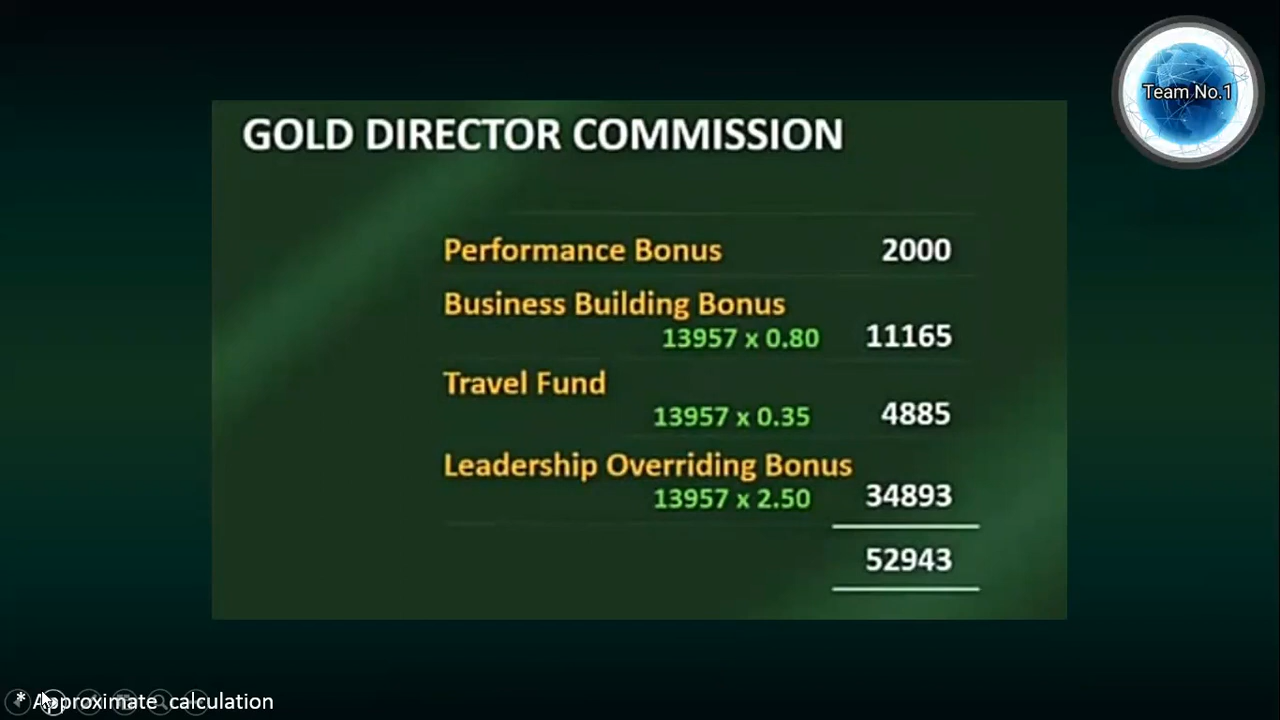 Team No.1
GOLD DIRECTOR COMMISSION
Performance Bonus 2000
Business Building Bonus
13957 x 0.80 11165
Travel Fund
13957 x 0.35 4885
Leadership Overriding Bonus
13957 x 2.50 34893
52943
* Approximate calculation